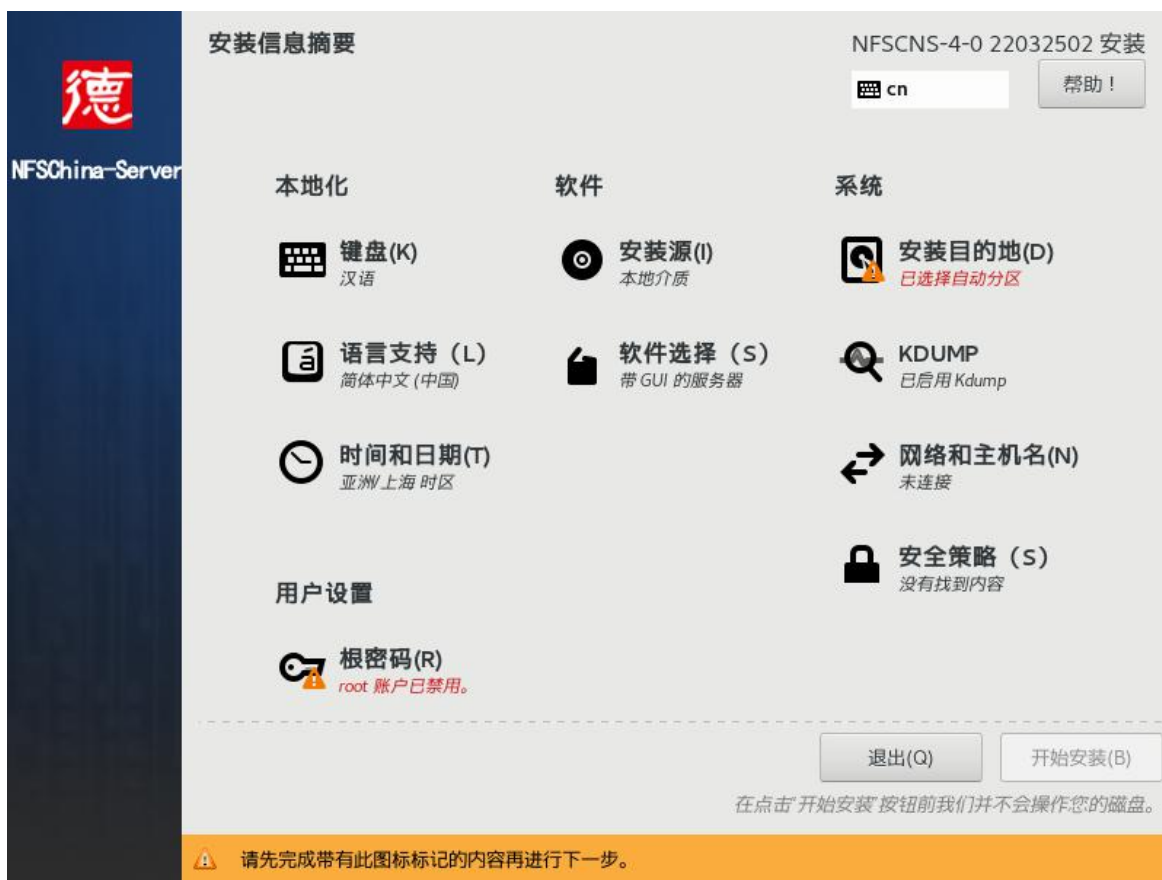 安装信息摘要
NFSCNS-4-0 22032502 安装
cn
帮助！
德
NFSChina-Server
本地化
软件
系统
键盘(K)
汉语
安装源(I)
本地介质
安装目的地(D)
已选择自动分区
语言支持（L）
简体中文 (中国)
软件选择（S）
带 GUI 的服务器
KDUMP
已启用 Kdump
时间和日期(T)
亚洲/上海 时区
网络和主机名(N)
未连接
安全策略（S）
没有找到内容
用户设置
根密码(R)
root 账户已禁用。
退出(Q)
开始安装(B)
在点击"开始安装"按钮前我们并不会操作您的磁盘。
请先完成带有此图标标记的内容再进行下一步。